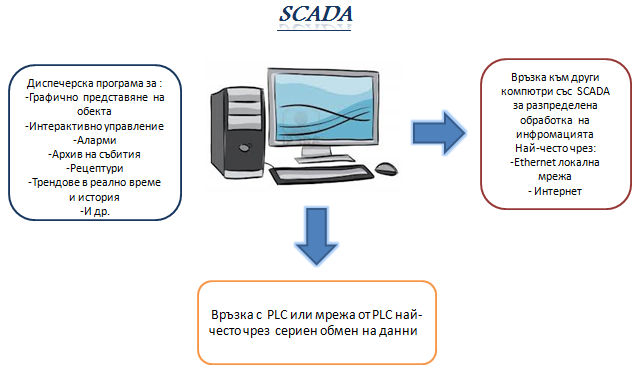 SCADA
Диспечерска програма за :
-Графично представяне на
обекта
-Интерактивно управление
-Аларми
-Архив на събития
-Рецептури
-Трендове в реално време
и история
-И др.
Връзка към други
компютри със SCADA
за разпределена
обработка на
инфромацията
Най-често чрез:
-Ethernet локална
мрежа
- Интернет
Връзка с PLC или мрежа от PLC най-
често чрез сериен обмен на данни